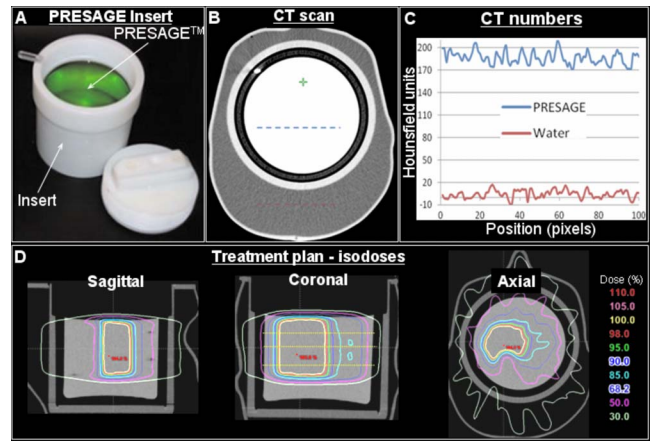 A
PRESAGE Insert
PRESAGE™
Insert
B
CT scan
C
CT numbers
Hounsfield units
200
170
140
110
80
50
20
-10
PRESAGE
Water
0
20
40
60
80
100
Position (pixels)
D
Treatment plan - isodoses
Sagittal
Coronal
Axial
Dose (%)
110.0
105.0
100.0
98.0
95.0
90.0
85.0
68.2
50.0
30.0